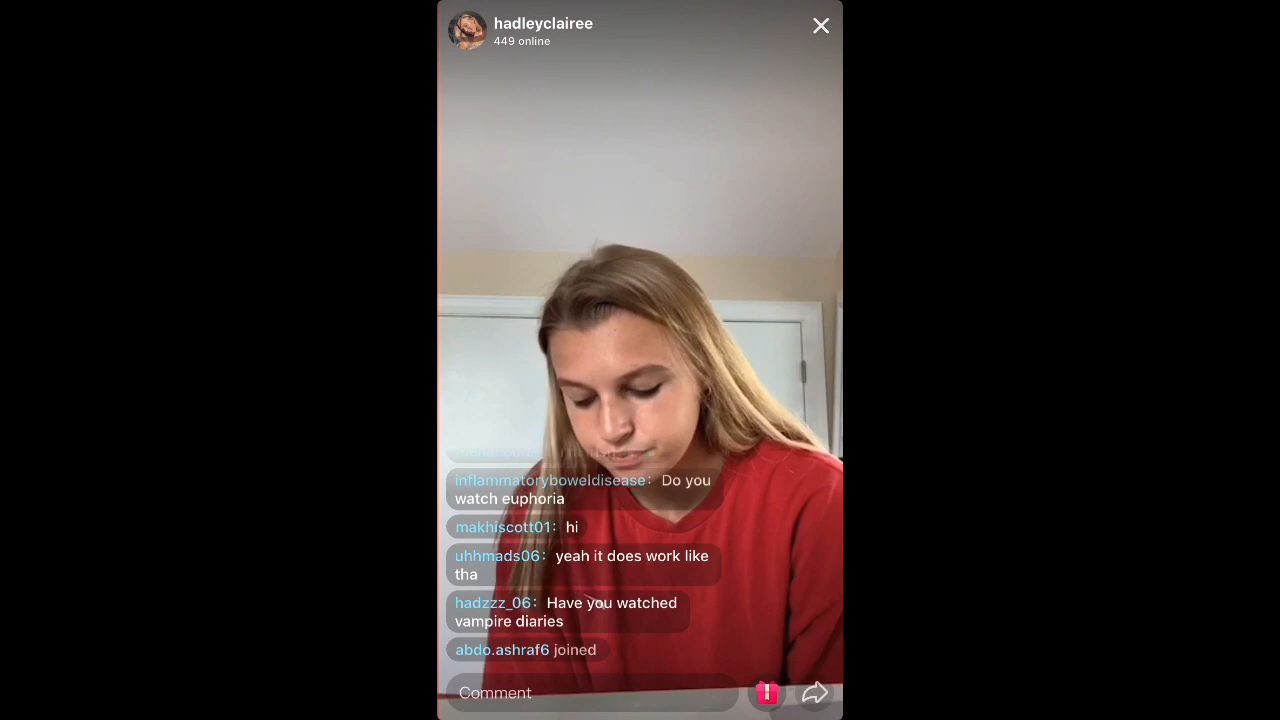 hadleyclairee
449 online
inflammatoryboweldisease: Do you
watch euphoria
makhiscott01: hi
uhhmads06: yeah it does work like
tha
hadzzz_06: Have you watched
vampire diaries
abdo.ashraf6 joined
Comment